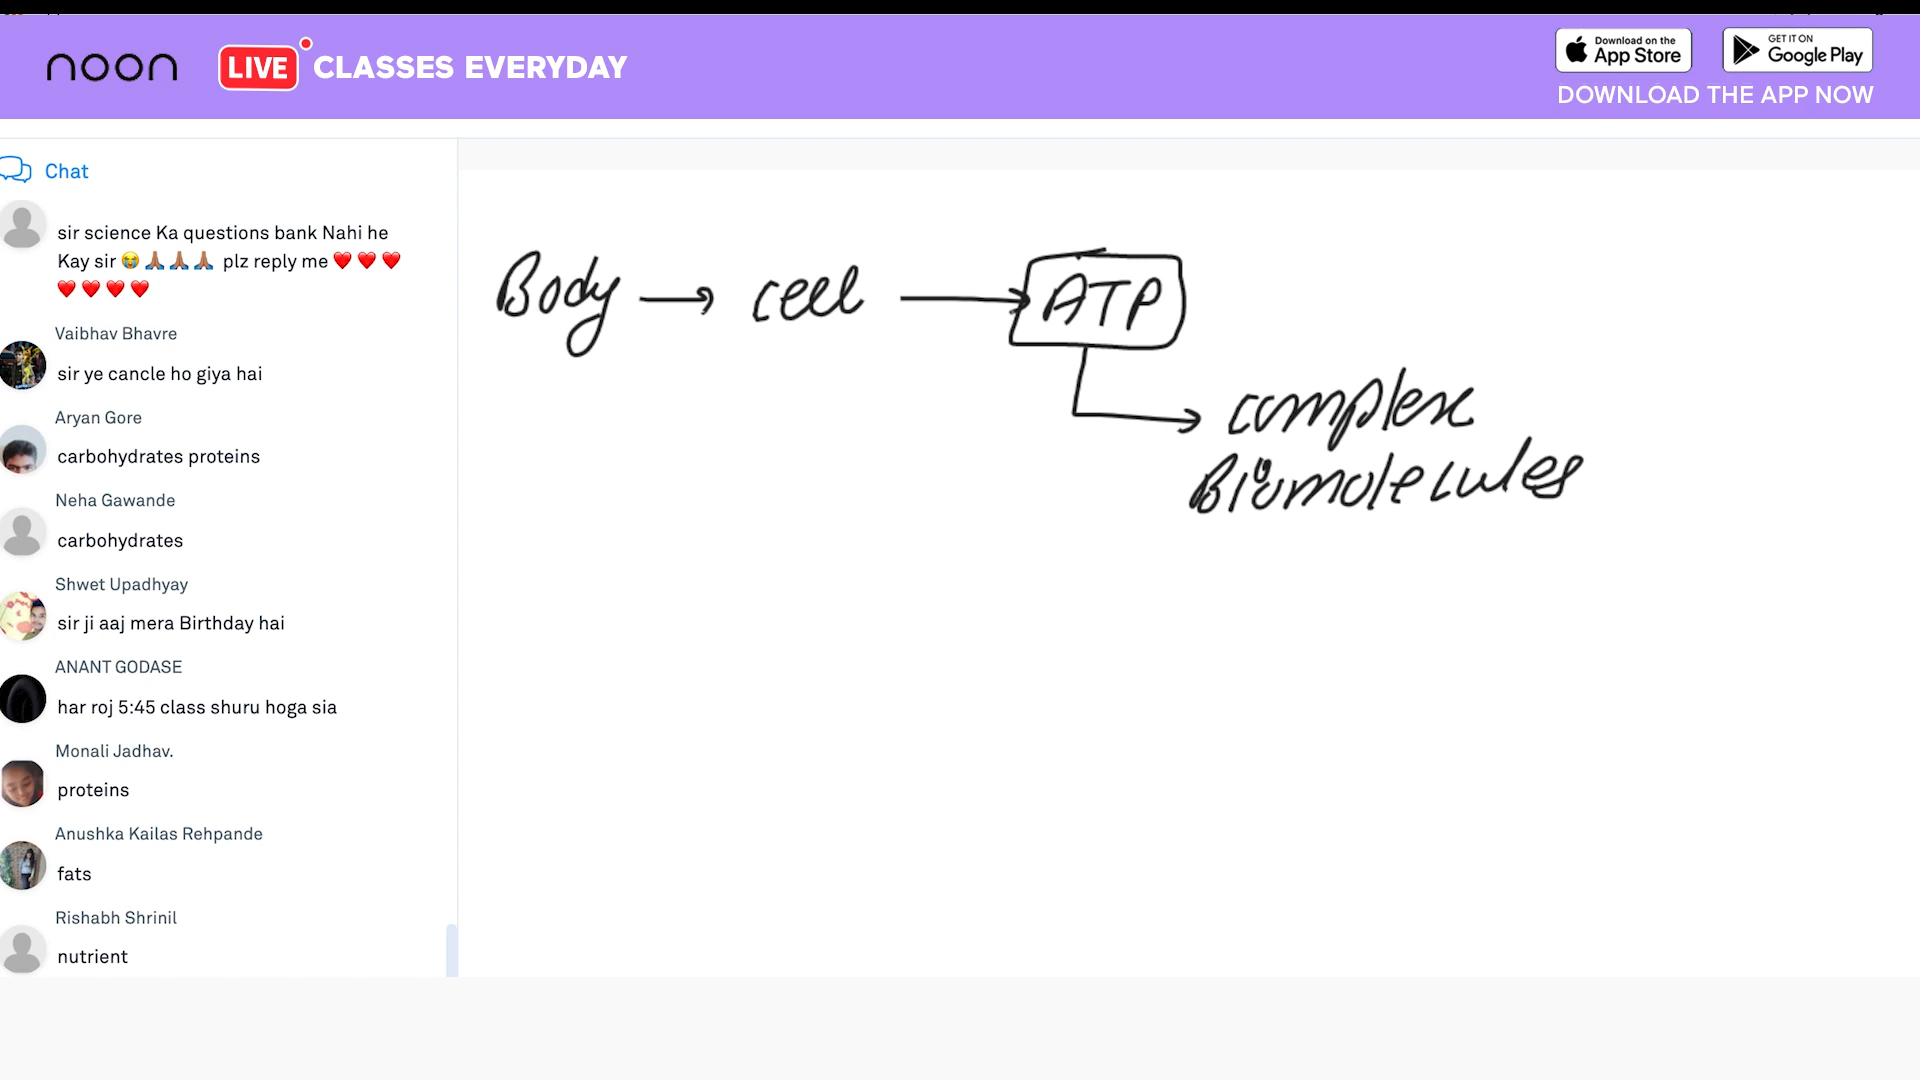 noon LIVE CLASSES EVERYDAY
Download on the
App Store
GET IT ON
Google Play
DOWNLOAD THE APP NOW
Chat
sir science Ka questions bank Nahi he
Kay sir 😭🙏🏽🙏🏽🙏🏽 plz reply me ❤️❤️❤️
❤️❤️❤️❤️
Vaibhav Bhavre
sir ye cancle ho giya hai
Aryan Gore
carbohydrates proteins
Neha Gawande
carbohydrates
Shwet Upadhyay
sir ji aaj mera Birthday hai
ANANT GODASE
har roj 5:45 class shuru hoga sia
Monali Jadhav.
proteins
Anushka Kailas Rehpande
fats
Rishabh Shrinil
nutrient
Body → cell → ATP
→ complex
Biomolecules